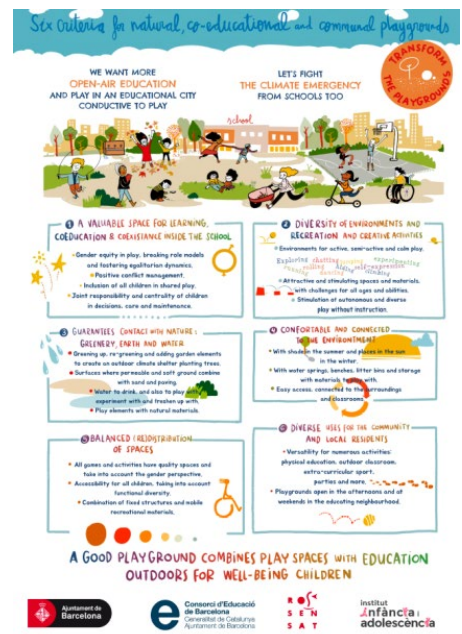 Six criteria for natural, co-educational and communal playgrounds
TRANSFORM
THE PLAYGROUNDS
WE WANT MORE
OPEN-AIR EDUCATION
AND PLAY IN AN EDUCATIONAL CITY
CONDUCTIVE TO PLAY
LET'S FIGHT
THE CLIMATE EMERGENCY
FROM SCHOOLS TOO
school
1 A VALUABLE SPACE FOR LEARNING,
COEDUCATION & COEXISTANCE INSIDE THE SCHOOL
Gender equity in play, breaking role models
and fostering egalitarian dynamics.
Positive conflict management.
Inclusion of all children in shared play.
Joint responsibility and centrality of children
in decisions, care and maintenance.
2 DIVERSITY OF ENVIRONMENTS AND
RECREATION AND CREATIVE ACTIVITIES
Environments for active, semi-active and calm play.
Exploring chatting experimenting
hiding self-expression
climbing
Attractive and stimulating spaces and materials,
with challenges for all ages and abilities.
Stimulation of autonomous and diverse
play without instruction.
3 GUARANTEES CONTACT WITH NATURE:
GREENERY, EARTH AND WATER
Greening up, re-greening and adding garden elements
to create an outdoor climate shelter planting trees.
Surfaces where permeable and soft ground combine
with sand and paving.
Water to drink, and also to play with,
experiment with and freshen up with.
Play elements with natural materials.
4 COMFORTABLE AND CONNECTED
TO THE ENVIRONMENT
With shade in the summer and places in the sun
in the winter.
With water springs, benches, litter bins and storage
with materials to play with.
Easy access, connected to the surroundings
and classrooms.
5 BALANCED (RE)DISTRIBUTION
OF SPACES
All games and activities have quality spaces and
take into account the gender perspective.
Accessibility for all children, taking into account
functional diversity.
Combination of fixed structures and mobile
recreational materials.
6 DIVERSE USES FOR THE COMMUNITY
AND LOCAL RESIDENTS
Versatility for numerous activities:
physical education, outdoor classroom,
extra-curricular sport,
parties and more.
Playgrounds open in the afternoons and at
weekends in the educating neighbourhood.
A GOOD PLAYGROUND COMBINES PLAY SPACES WITH EDUCATION
OUTDOORS FOR WELL-BEING CHILDREN
Ajuntament de
Barcelona
Consorci d'Educació
de Barcelona
Generalitat de Catalunya
Ajuntament de Barcelona
ROSA
SEN
SAT
institut
infància i
adolescència